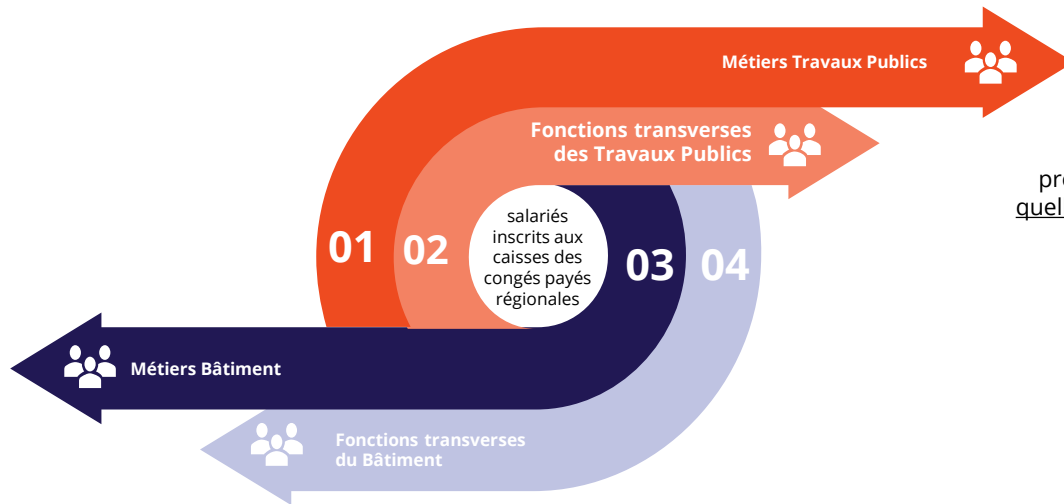 Métiers Travaux Publics
Fonctions transverses
des Travaux Publics
salariés
inscrits aux
caisses des
congés payés
régionales
01
02
03
04
Métiers Bâtiment
Fonctions transverses
du Bâtiment